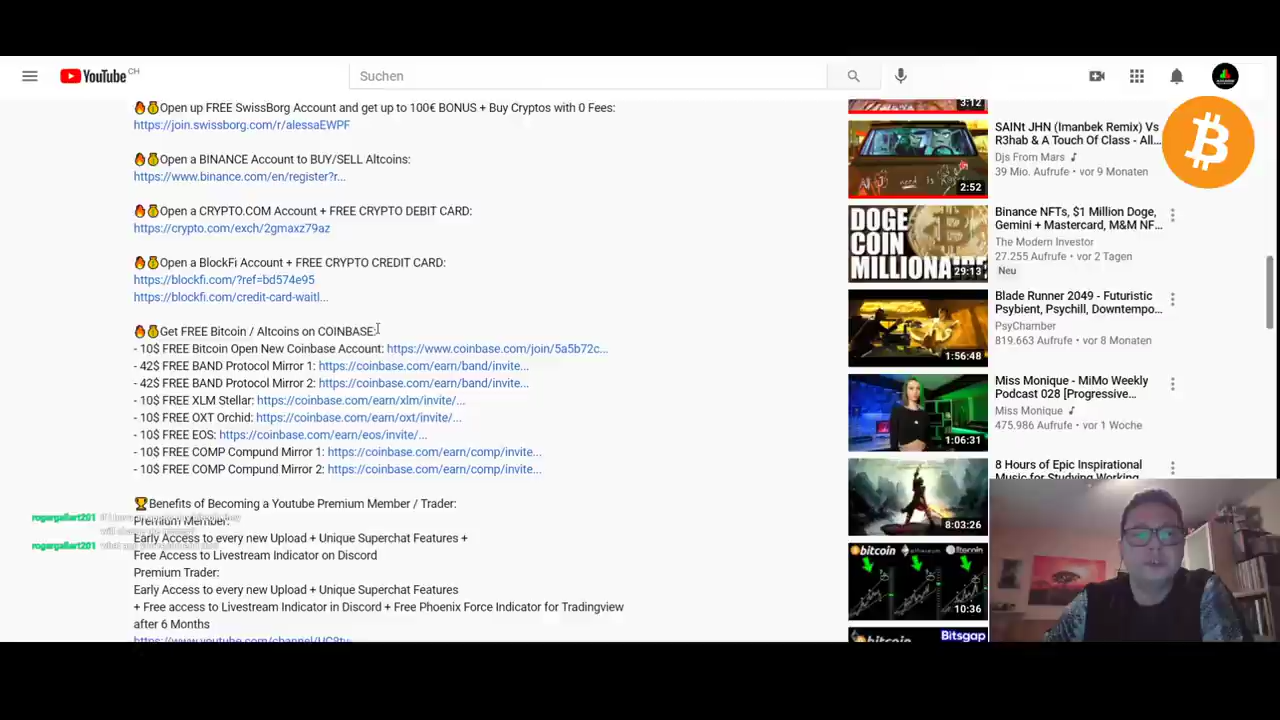 YouTube CH
Suchen
🔥💰Open up FREE SwissBorg Account and get up to 100€ BONUS + Buy Cryptos with 0 Fees:
https://join.swissborg.com/r/alessaEWPF
🔥💰Open a BINANCE Account to BUY/SELL Altcoins:
https://www.binance.com/en/register?r...
🔥💰Open a CRYPTO.COM Account + FREE CRYPTO DEBIT CARD:
https://crypto.com/exch/2gmaxz79az
🔥💰Open a BlockFi Account + FREE CRYPTO CREDIT CARD:
https://blockfi.com/?ref=bd574e95
https://blockfi.com/credit-card-waitl...
🔥💰Get FREE Bitcoin / Altcoins on COINBASE:
- 10$ FREE Bitcoin Open New Coinbase Account: https://www.coinbase.com/join/5a5b72c...
- 42$ FREE BAND Protocol Mirror 1: https://coinbase.com/earn/band/invite...
- 42$ FREE BAND Protocol Mirror 2: https://coinbase.com/earn/band/invite...
- 10$ FREE XLM Stellar: https://coinbase.com/earn/xlm/invite/...
- 10$ FREE OXT Orchid: https://coinbase.com/earn/oxt/invite/...
- 10$ FREE EOS: https://coinbase.com/earn/eos/invite/...
- 10$ FREE COMP Compund Mirror 1: https://coinbase.com/earn/comp/invite...
- 10$ FREE COMP Compund Mirror 2: https://coinbase.com/earn/comp/invite...
🏆Benefits of Becoming a Youtube Premium Member / Trader:
rogergallart201
Premium Member:
Early Access to every new Upload + Unique Superchat Features +
rogergallart201
Free Access to Livestream Indicator on Discord
Premium Trader:
Early Access to every new Upload + Unique Superchat Features
+ Free access to Livestream Indicator in Discord + Free Phoenix Force Indicator for Tradingview
after 6 Months
3:12
SAINt JHN (Imanbek Remix) Vs
R3hab & A Touch Of Class - All...
Djs From Mars
39 Mio. Aufrufe • vor 9 Monaten
2:52
DOGE
COIN
MILLIONAIRE
29:13
Binance NFTs, $1 Million Doge,
Gemini + Mastercard, M&M NF...
The Modern Investor
27.255 Aufrufe • vor 2 Tagen
Neu
1:56:48
Blade Runner 2049 - Futuristic
Psybient, Psychill, Downtempo...
PsyChamber
819.663 Aufrufe • vor 8 Monaten
1:06:31
Miss Monique - MiMo Weekly
Podcast 028 [Progressive...
Miss Monique
475.986 Aufrufe • vor 1 Woche
8:03:26
8 Hours of Epic Inspirational
Music for Studying Working
bitcoin
10:36
bitcoin
Bitsgap